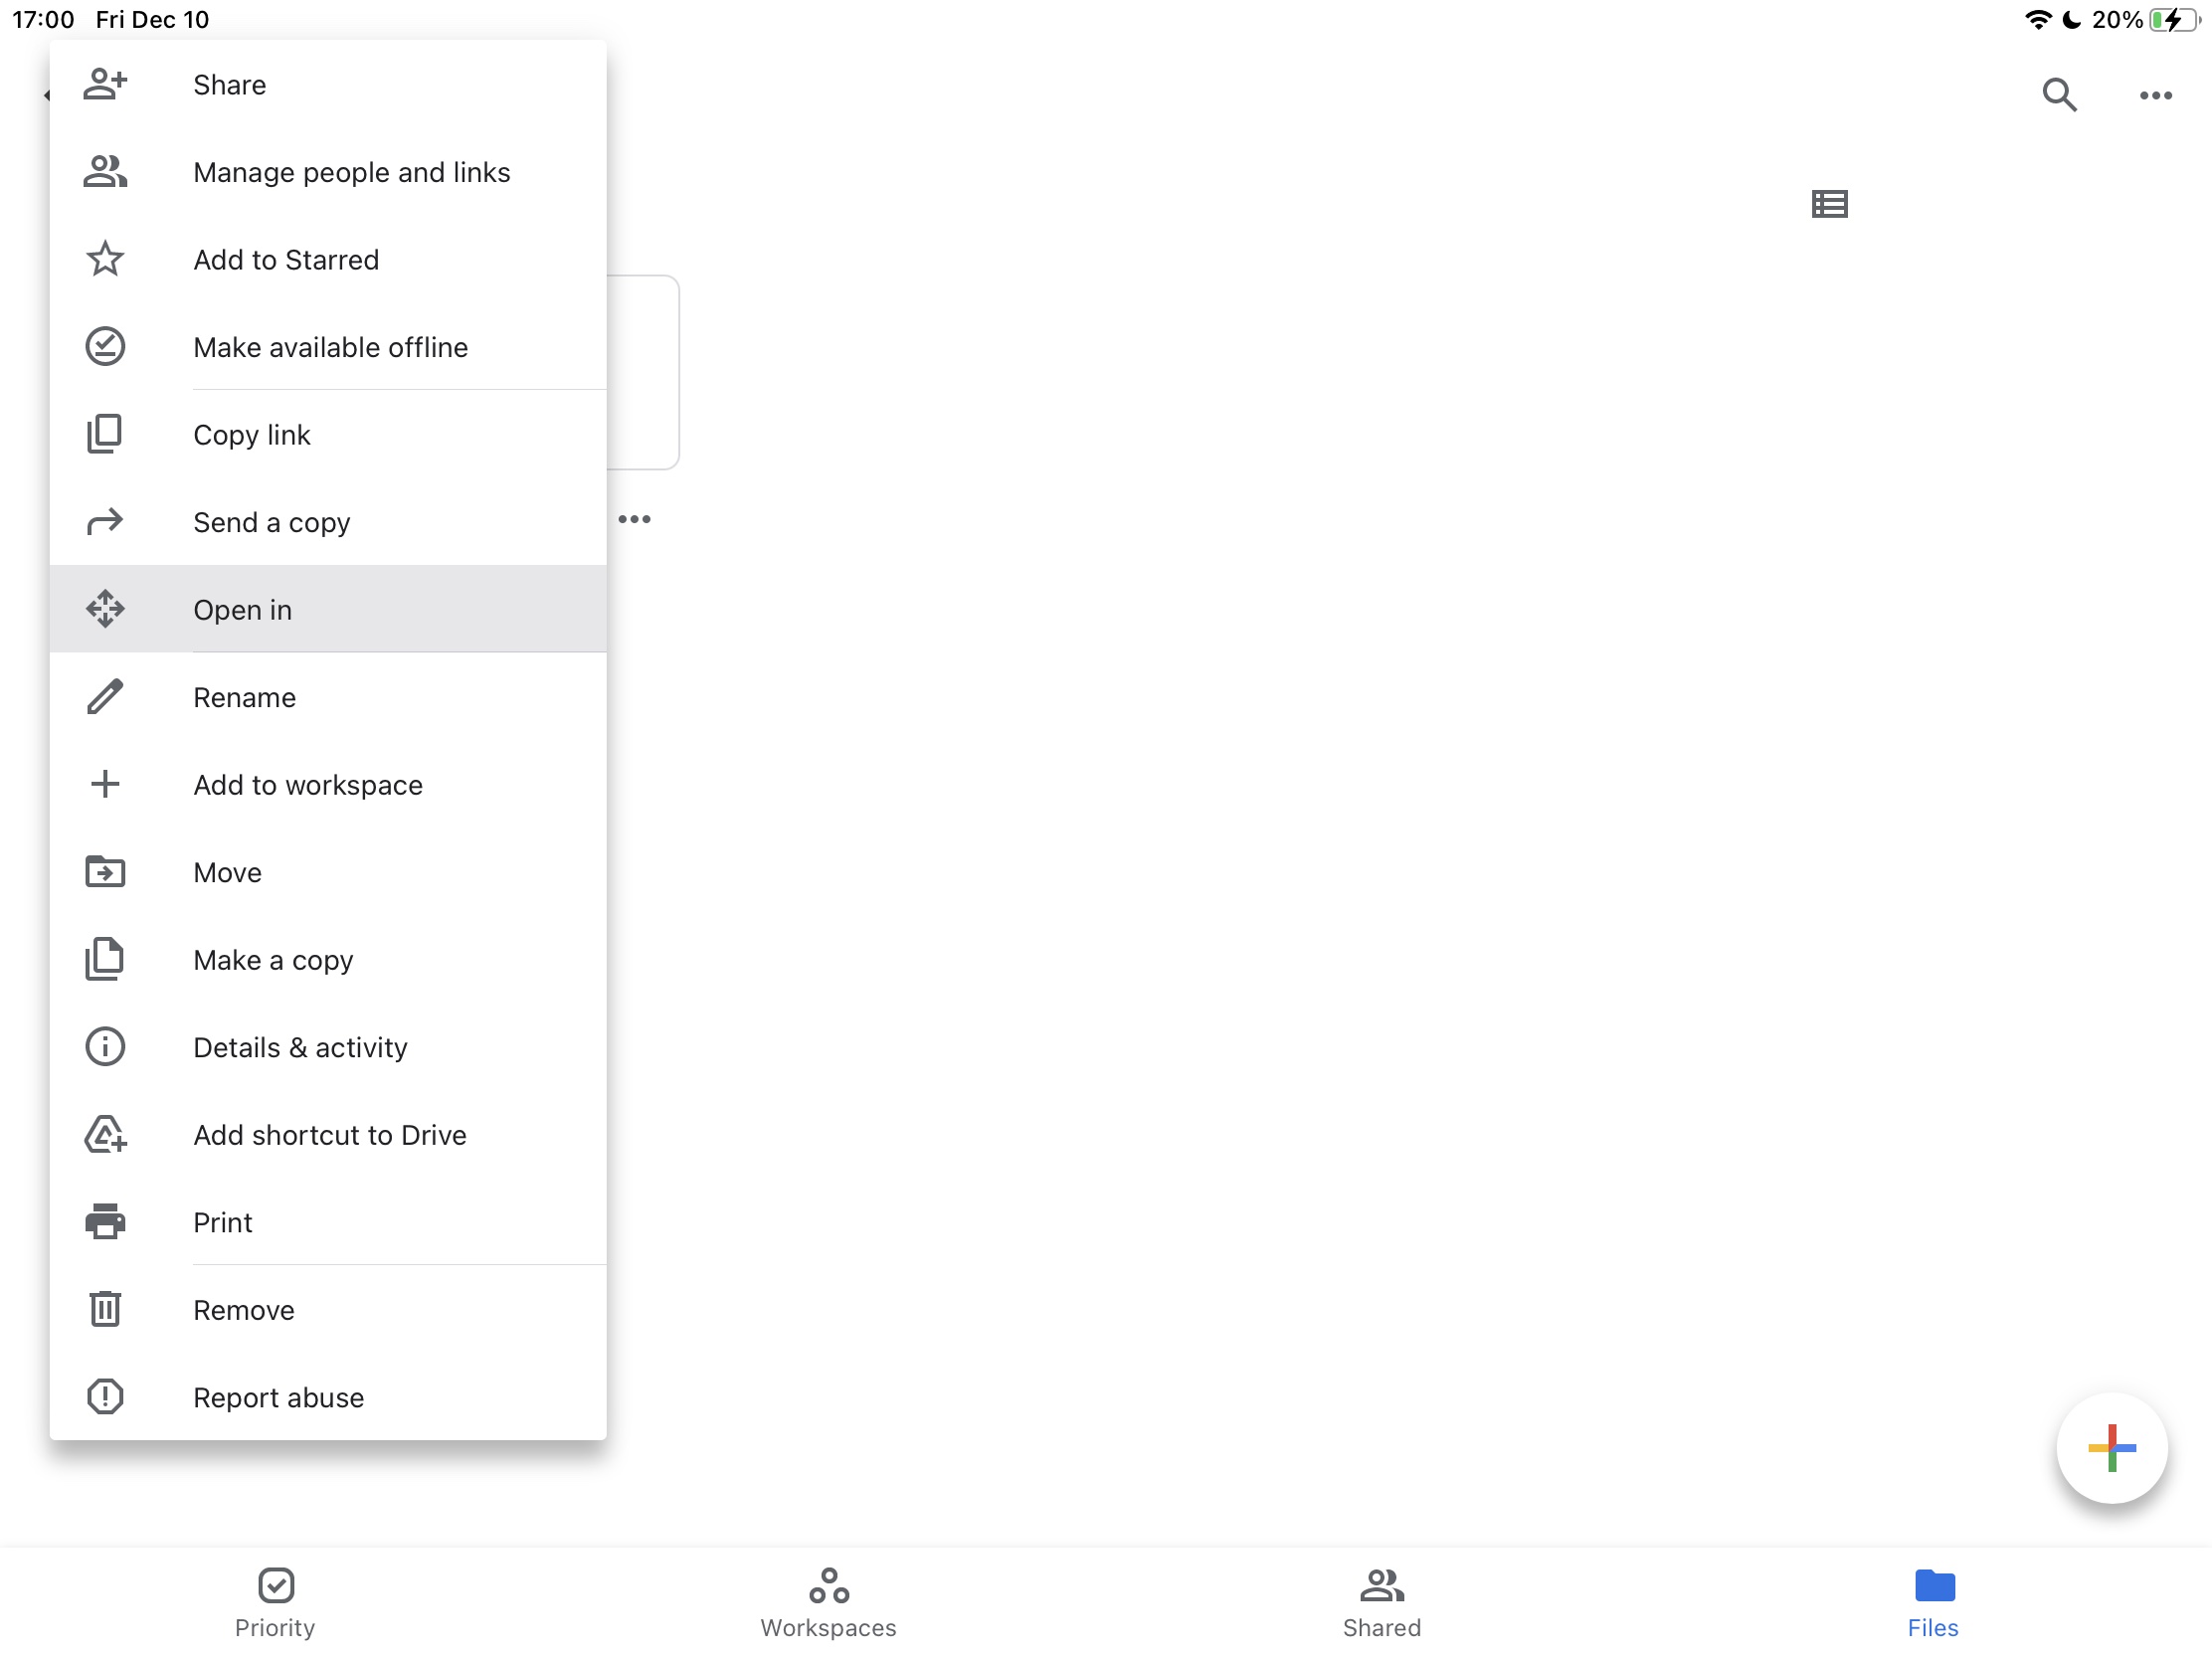 17:00 Fri Dec 10 20%
Share
Manage people and links
Add to Starred
Make available offline
Copy link
Send a copy
Open in
Rename
Add to workspace
Move
Make a copy
Details & activity
Add shortcut to Drive
Print
Remove
Report abuse
Priority Workspaces Shared Files